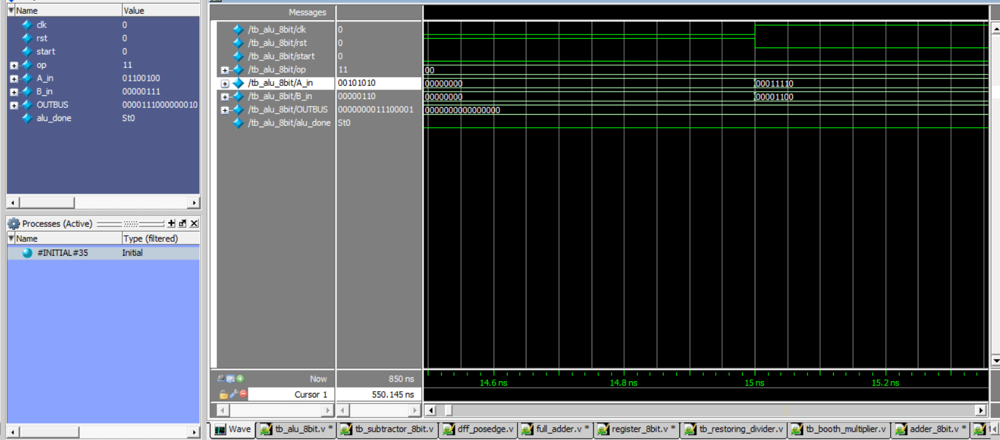 Name Value
clk 0
rst 0
start 0
op 11
A_in 01100100
B_in 00000111
OUTBUS 0000111000000010
alu_done St0
Processes (Active)
Name Type (filtered)
#INITIAL#35 Initial
Messages
/tb_alu_8bit/clk 0
/tb_alu_8bit/rst 0
/tb_alu_8bit/start 0
/tb_alu_8bit/op 11 00
/tb_alu_8bit/A_in 00101010 00000000 00011110
/tb_alu_8bit/B_in 00000110 00000000 00001100
/tb_alu_8bit/OUTBUS 0000000011100001 0000000000000000
/tb_alu_8bit/alu_done St0
Now 850 ns 14.6 ns 14.8 ns 15 ns 15.2 ns
Cursor 1 550.145 ns
Wave tb_alu_8bit.v * tb_subtractor_8bit.v dff_posedge.v full_adder.v * register_8bit.v * tb_restoring_divider.v tb_booth_multiplier.v adder_8bit.v *